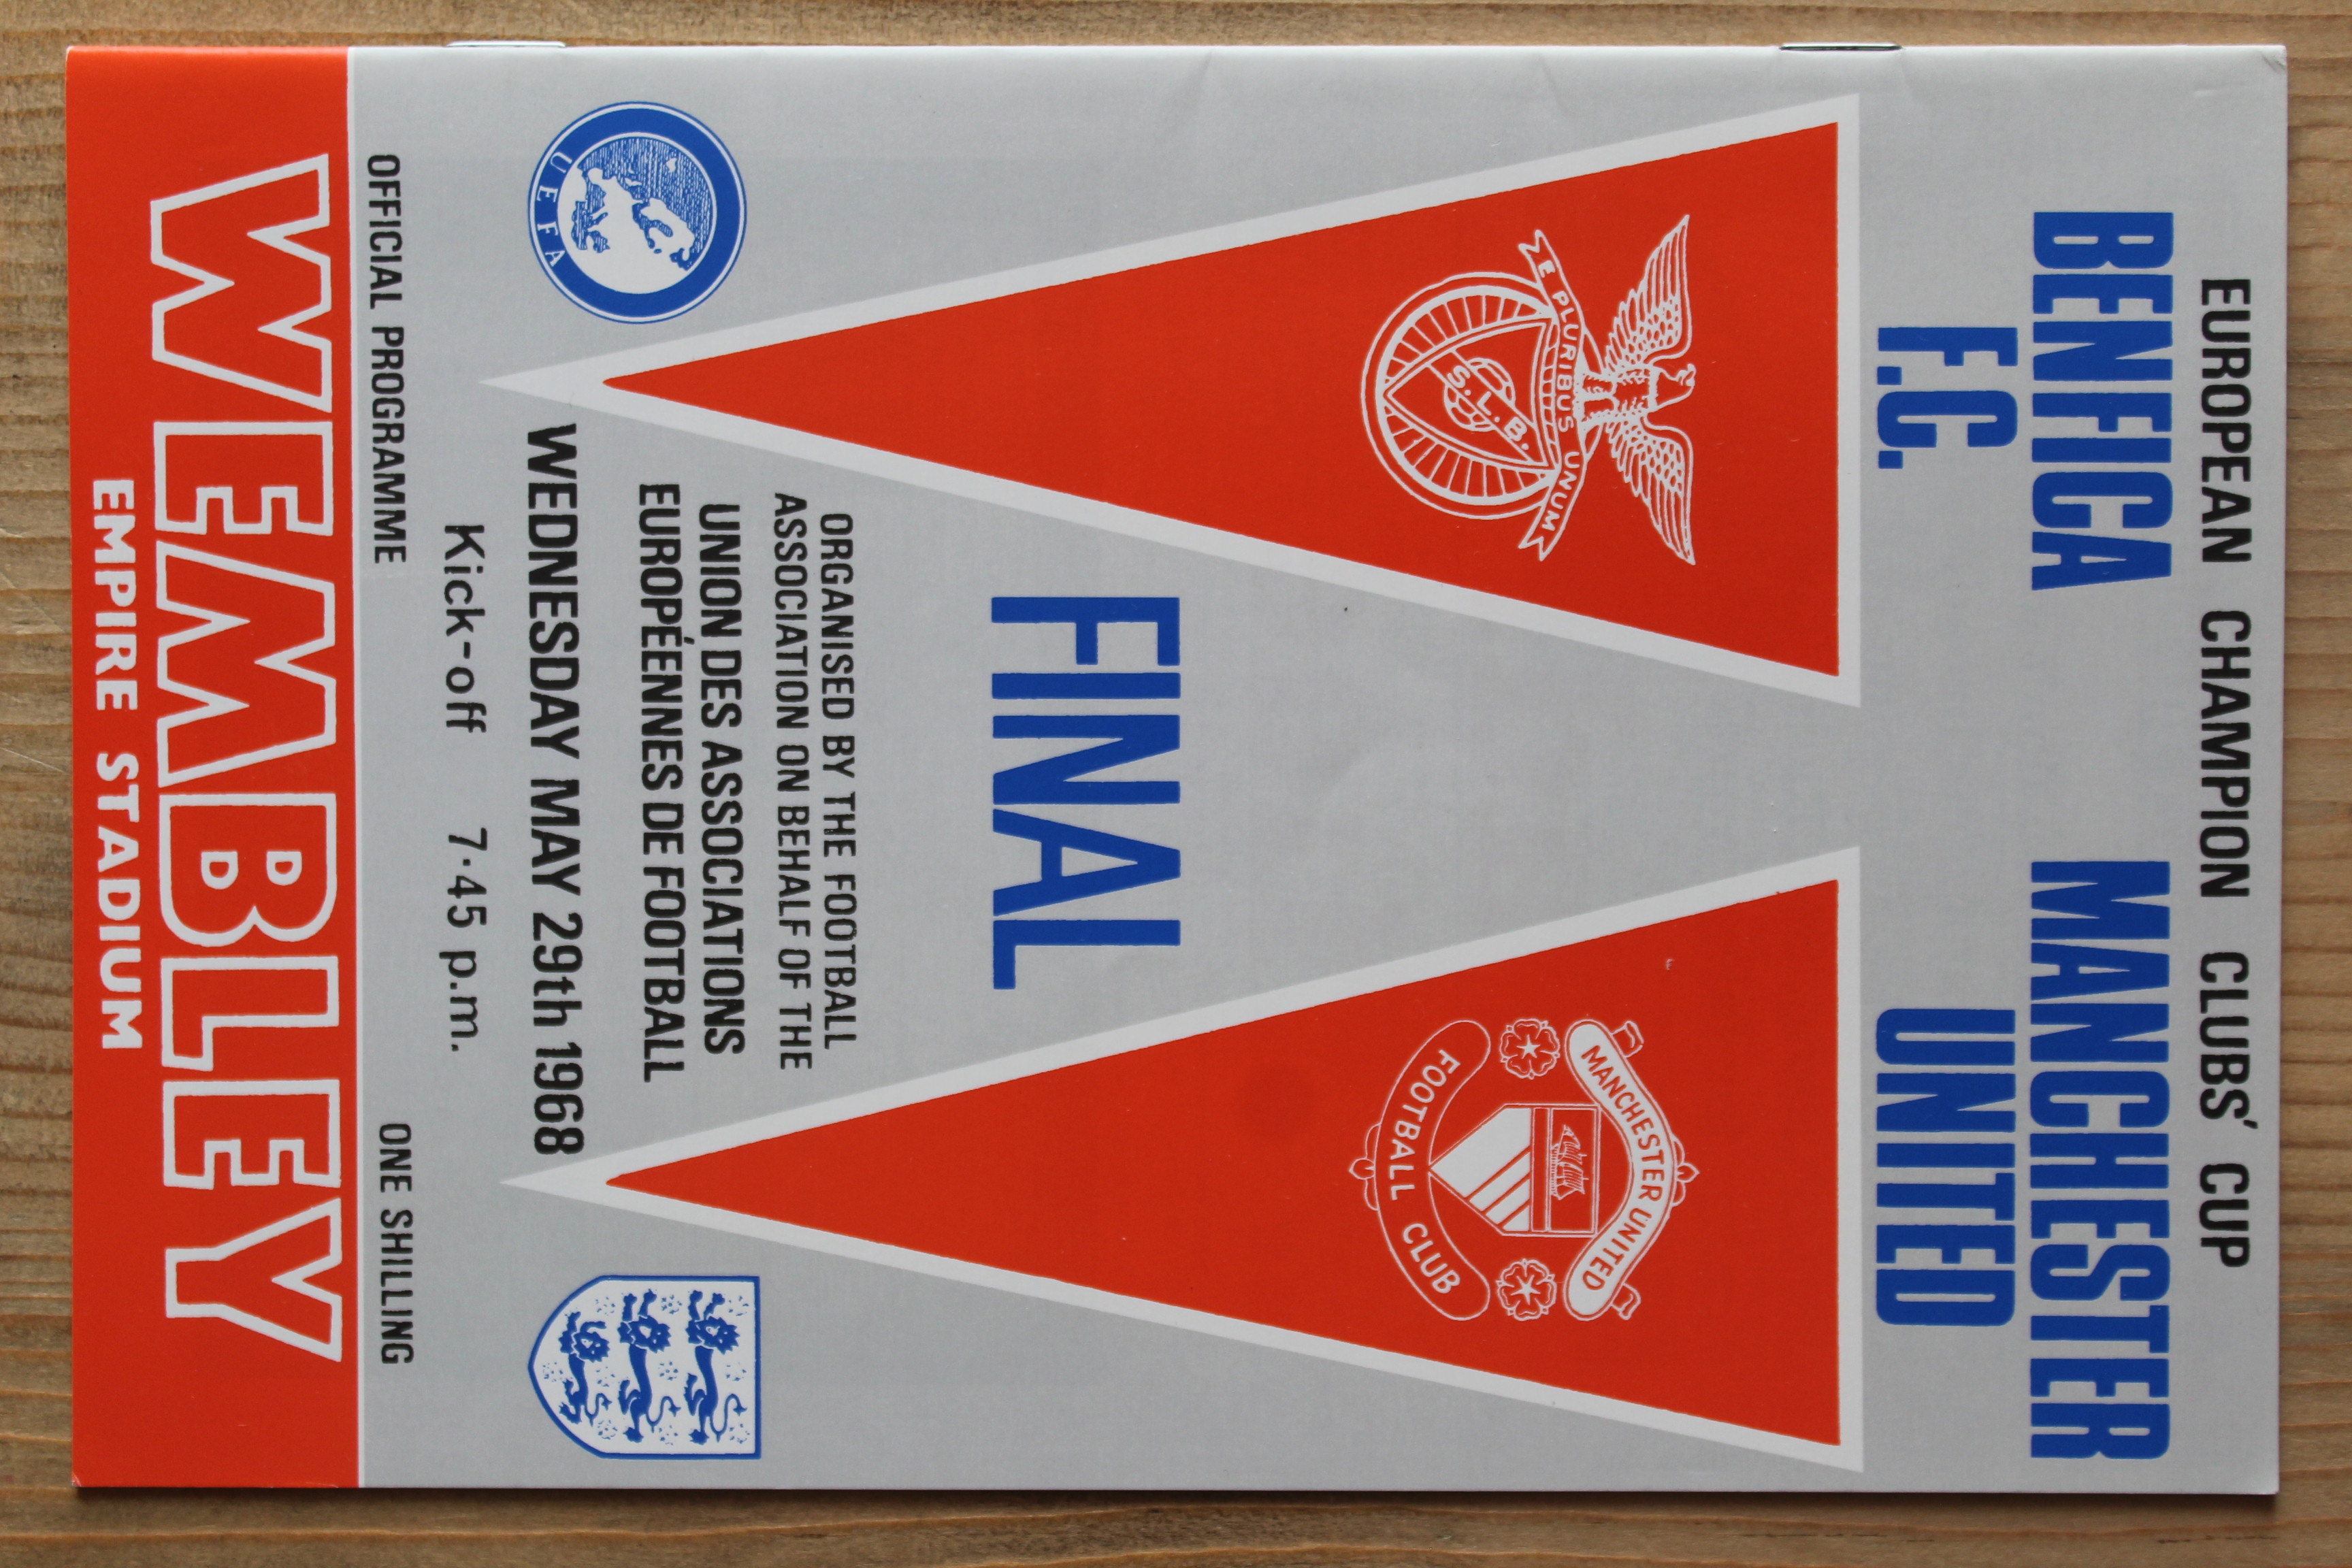 EUROPEAN CHAMPION CLUBS' CUP
BENFICA
F.C.
MANCHESTER
UNITED
E PLURIBUS UNUM
S.L.B.
MANCHESTER UNITED
FOOTBALL CLUB
FINAL
ORGANISED BY THE FOOTBALL
ASSOCIATION ON BEHALF OF THE
UNION DES ASSOCIATIONS
EUROPÉENNES DE FOOTBALL
UEFA
WEDNESDAY MAY 29th 1968
Kick-off 7·45 p.m.
OFFICIAL PROGRAMME
ONE SHILLING
WEMBLEY
EMPIRE STADIUM